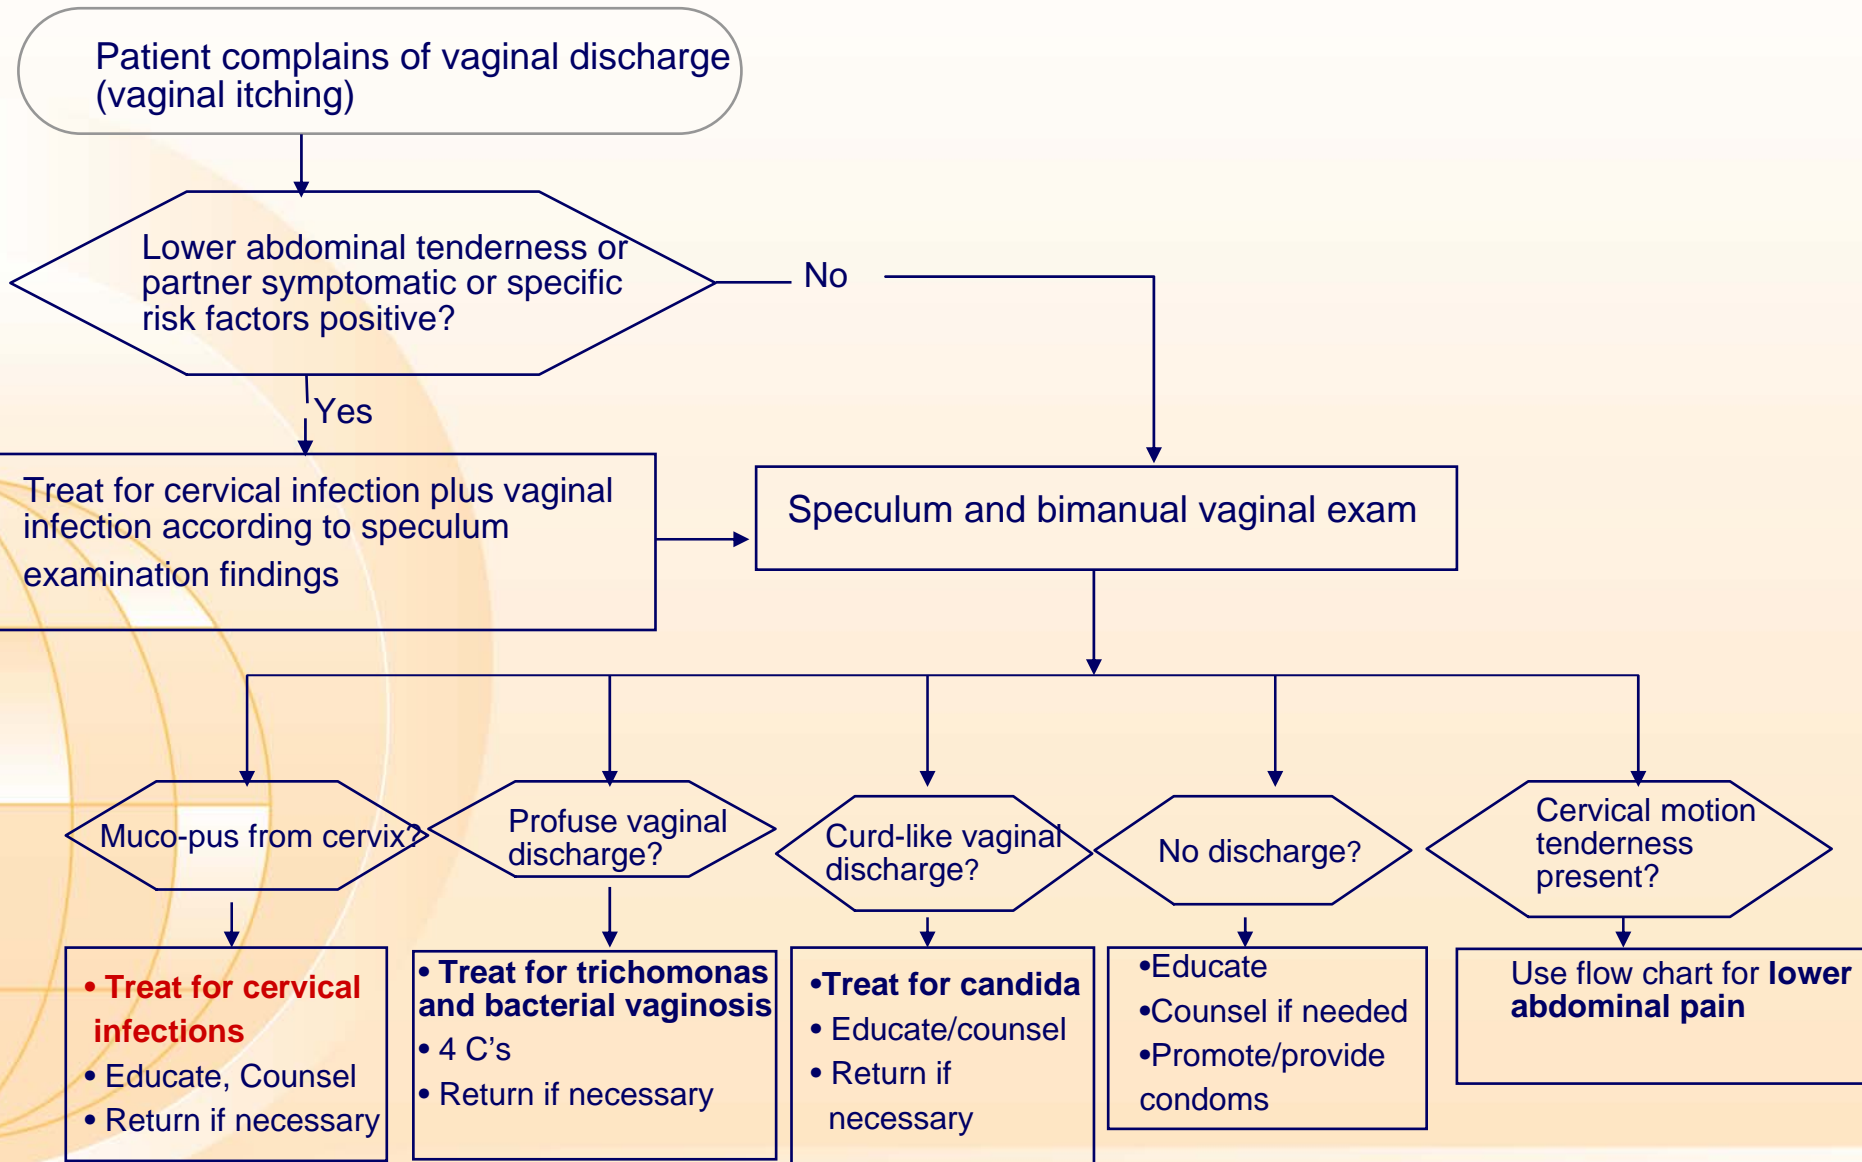 Patient complains of vaginal discharge
(vaginal itching)
Lower abdominal tenderness or
partner symptomatic or specific
risk factors positive?
No
Yes
Treat for cervical infection plus vaginal
infection according to speculum
examination findings
Speculum and bimanual vaginal exam
Muco-pus from cervix?
Profuse vaginal
discharge?
Curd-like vaginal
discharge?
No discharge?
Cervical motion
tenderness
present?
• Treat for cervical
infections
• Educate, Counsel
• Return if necessary
• Treat for trichomonas
and bacterial vaginosis
• 4 C's
• Return if necessary
•Treat for candida
• Educate/counsel
• Return if
necessary
•Educate
•Counsel if needed
•Promote/provide
condoms
Use flow chart for lower
abdominal pain